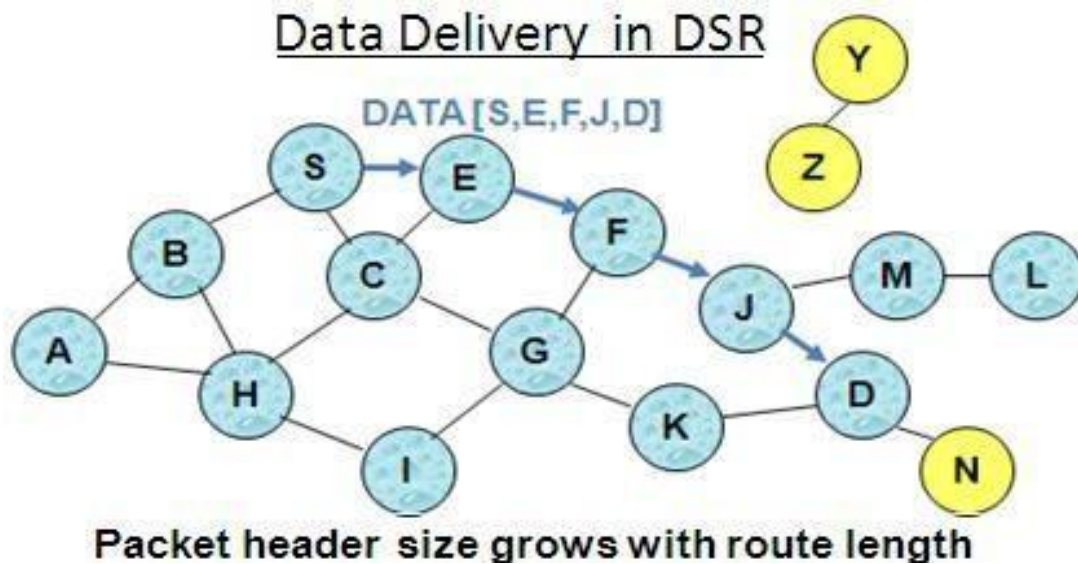 Data Delivery in DSR
Y
DATA [S,E,F,J,D]
S
E
Z
B
F
C
M
L
J
A
G
H
D
K
I
N
Packet header size grows with route length